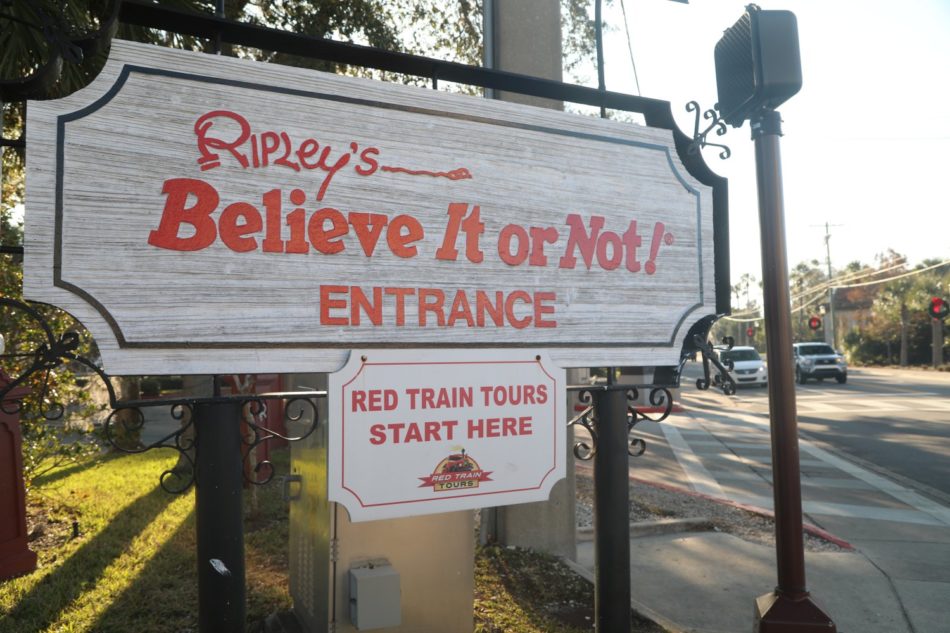 Ripley's
Believe It or Not!®
ENTRANCE
RED TRAIN TOURS
START HERE
RED TRAIN
TOURS